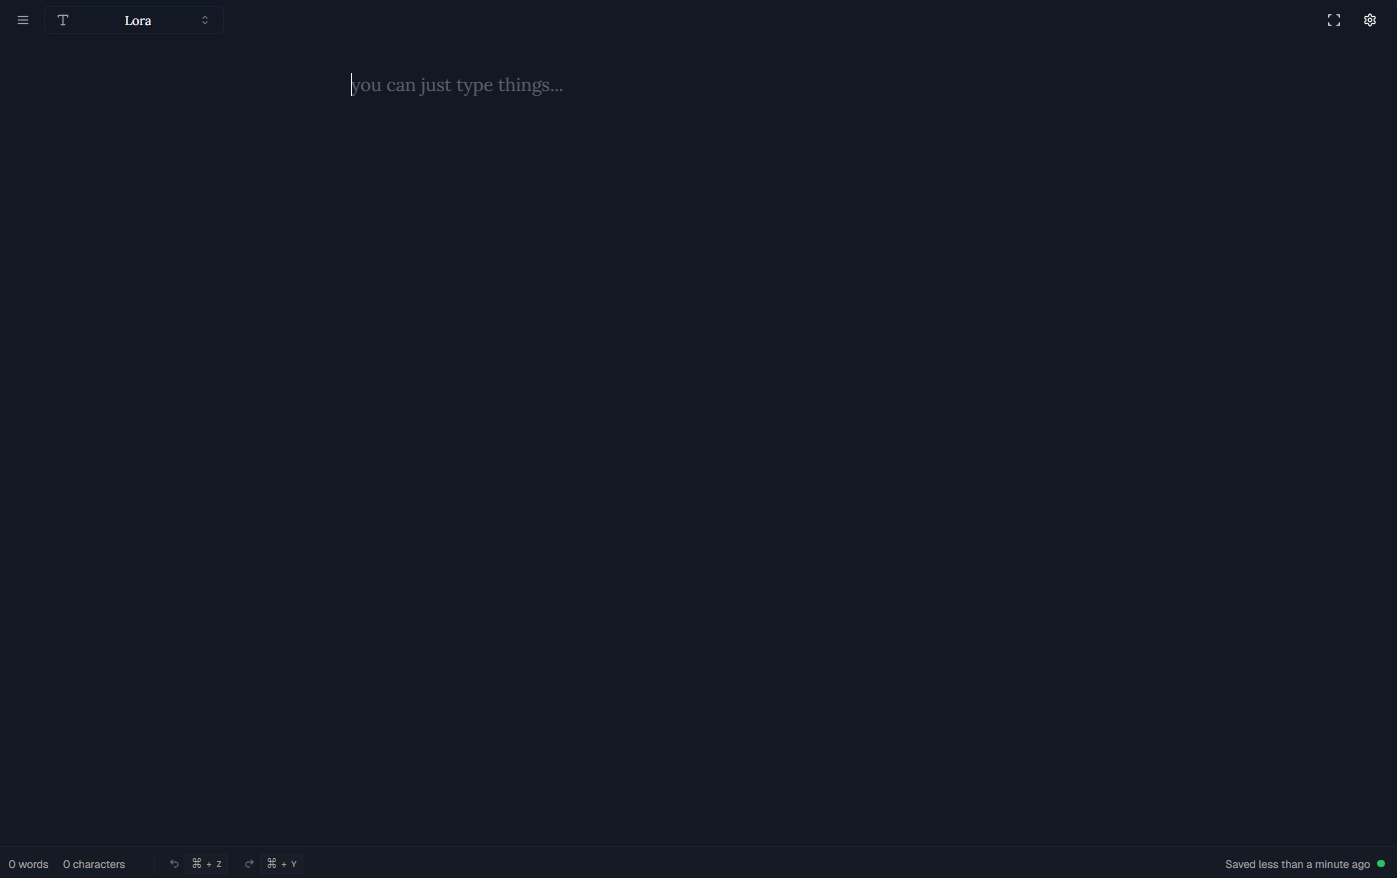 Lora
you can just type things...
0 words 0 characters ⌘ + Z ⌘ + Y Saved less than a minute ago